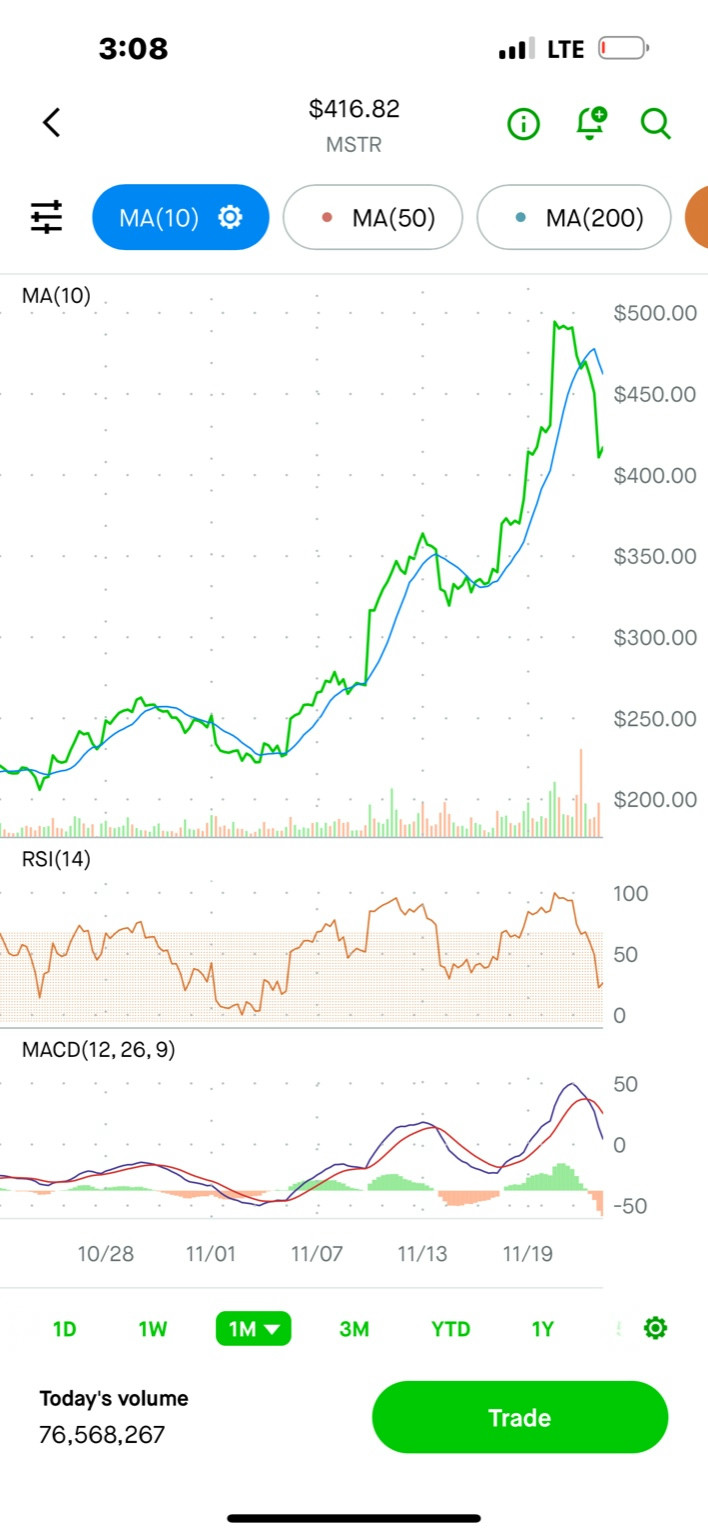 3:08 LTE
$416.82
MSTR
MA(10) MA(50) MA(200)
MA(10)
$500.00
$450.00
$400.00
$350.00
$300.00
$250.00
$200.00
RSI(14)
100
50
0
MACD(12, 26, 9)
50
0
-50
10/28 11/01 11/07 11/13 11/19
1D 1W 1M 3M YTD 1Y
Today's volume
76,568,267
Trade